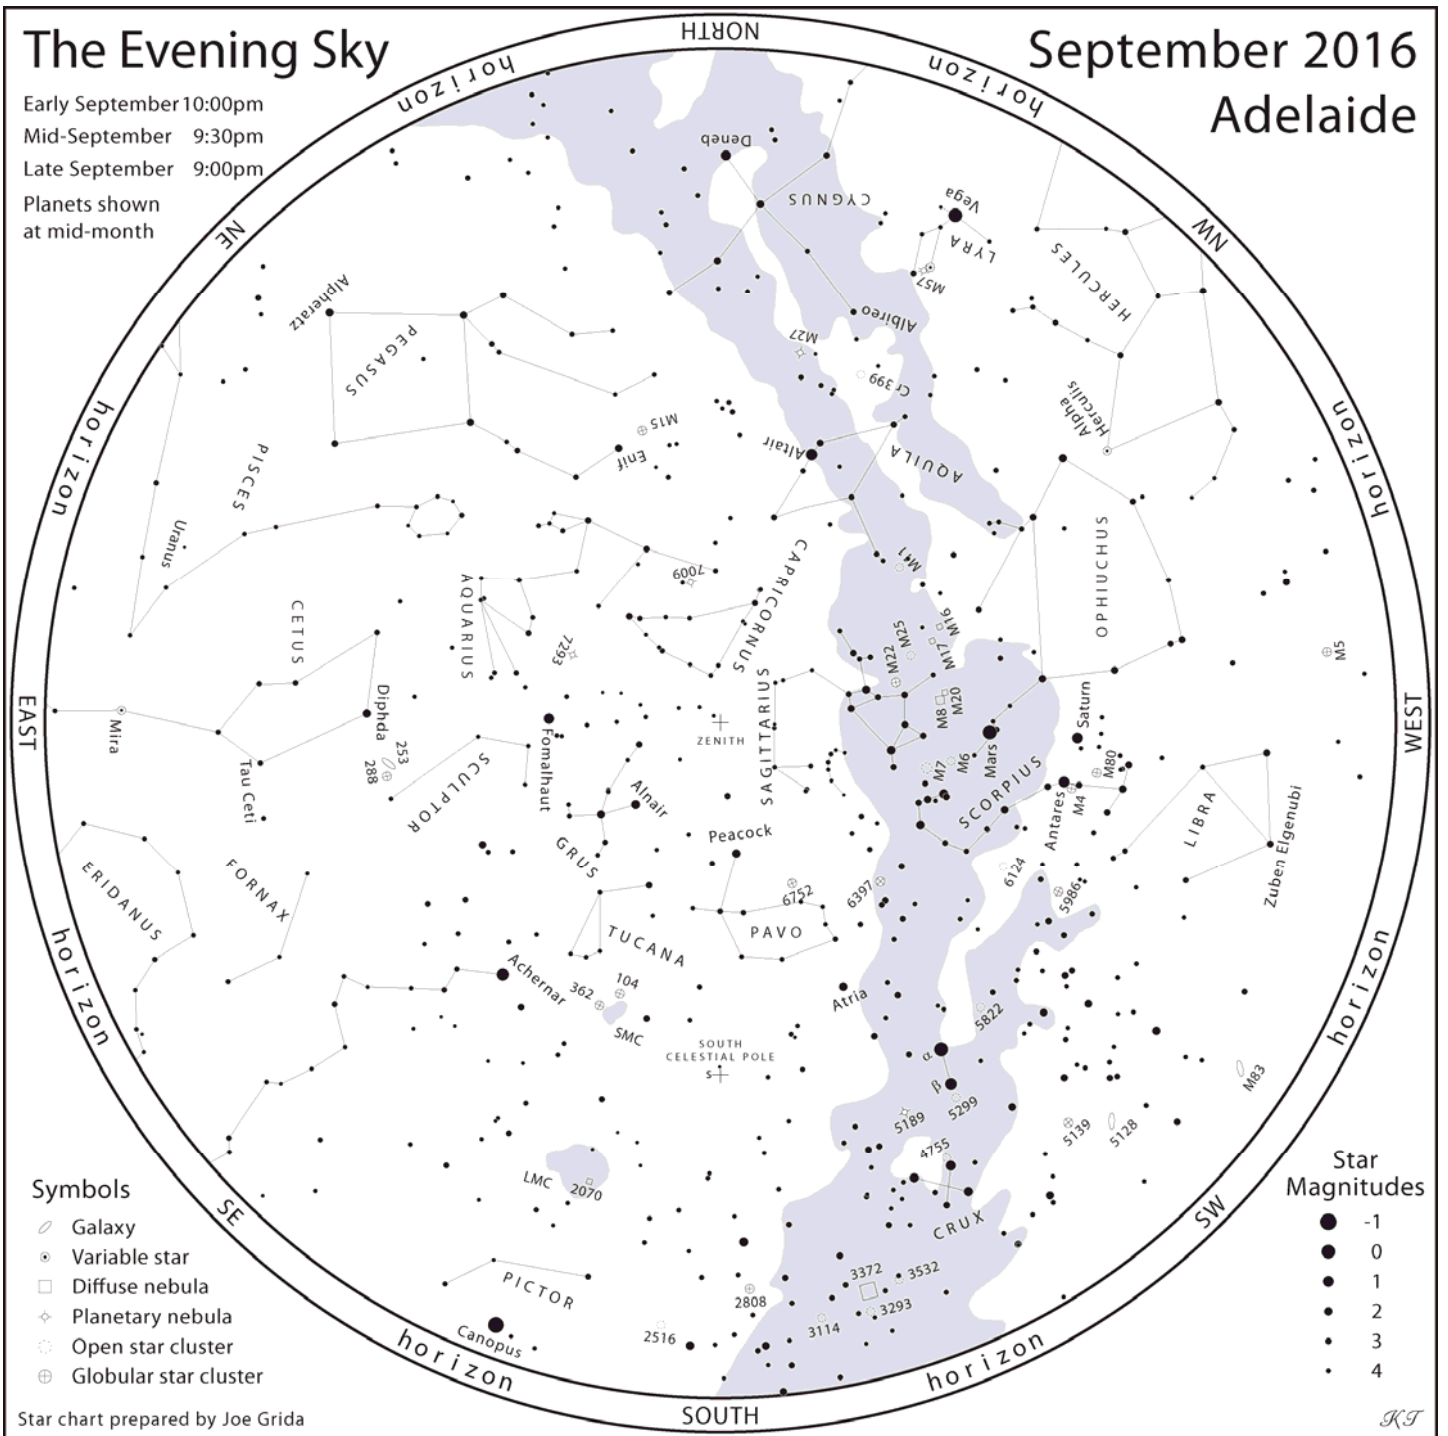 The Evening Sky
September 2016
Adelaide
Early September 10:00pm
Mid-September 9:30pm
Late September 9:00pm
Planets shown
at mid-month
NORTH
horizon
horizon
NE
NW
horizon
horizon
EAST
WEST
horizon
horizon
SE
SW
horizon
horizon
SOUTH
Deneb
CYGNUS
Vega
LYRA
M57
HERCULES
Albireo
Alpheratz
PEGASUS
M27
Cr399
Alpha
Herculis
M15
Enif
Altair
AQUILA
PISCES
Uranus
CETUS
AQUARIUS
7009
7293
CAPRICORNUS
M11
OPHIUCHUS
M16
M17
M25
M22
M5
M8
M20
Saturn
SAGITTARIUS
ZENITH
Mira
Diphda
253
288
Tau Ceti
SCULPTOR
Fomalhaut
Alnair
GRUS
Peacock
M7
M6
Mars
SCORPIUS
Antares
M4
M80
LIBRA
Zuben Elgenubi
ERIDANUS
FORNAX
TUCANA
6752
PAVO
6397
6124
5986
Achernar
362
104
SMC
Atria
5822
SOUTH
CELESTIAL POLE
S
α
β
5189
5299
5139
5128
M83
4755
CRUX
LMC
2070
PICTOR
Canopus
2808
2516
3372
3532
3293
3114
Symbols
Galaxy
Variable star
Diffuse nebula
Planetary nebula
Open star cluster
Globular star cluster
Star chart prepared by Joe Grida
Star
Magnitudes
-1
0
1
2
3
4
KT